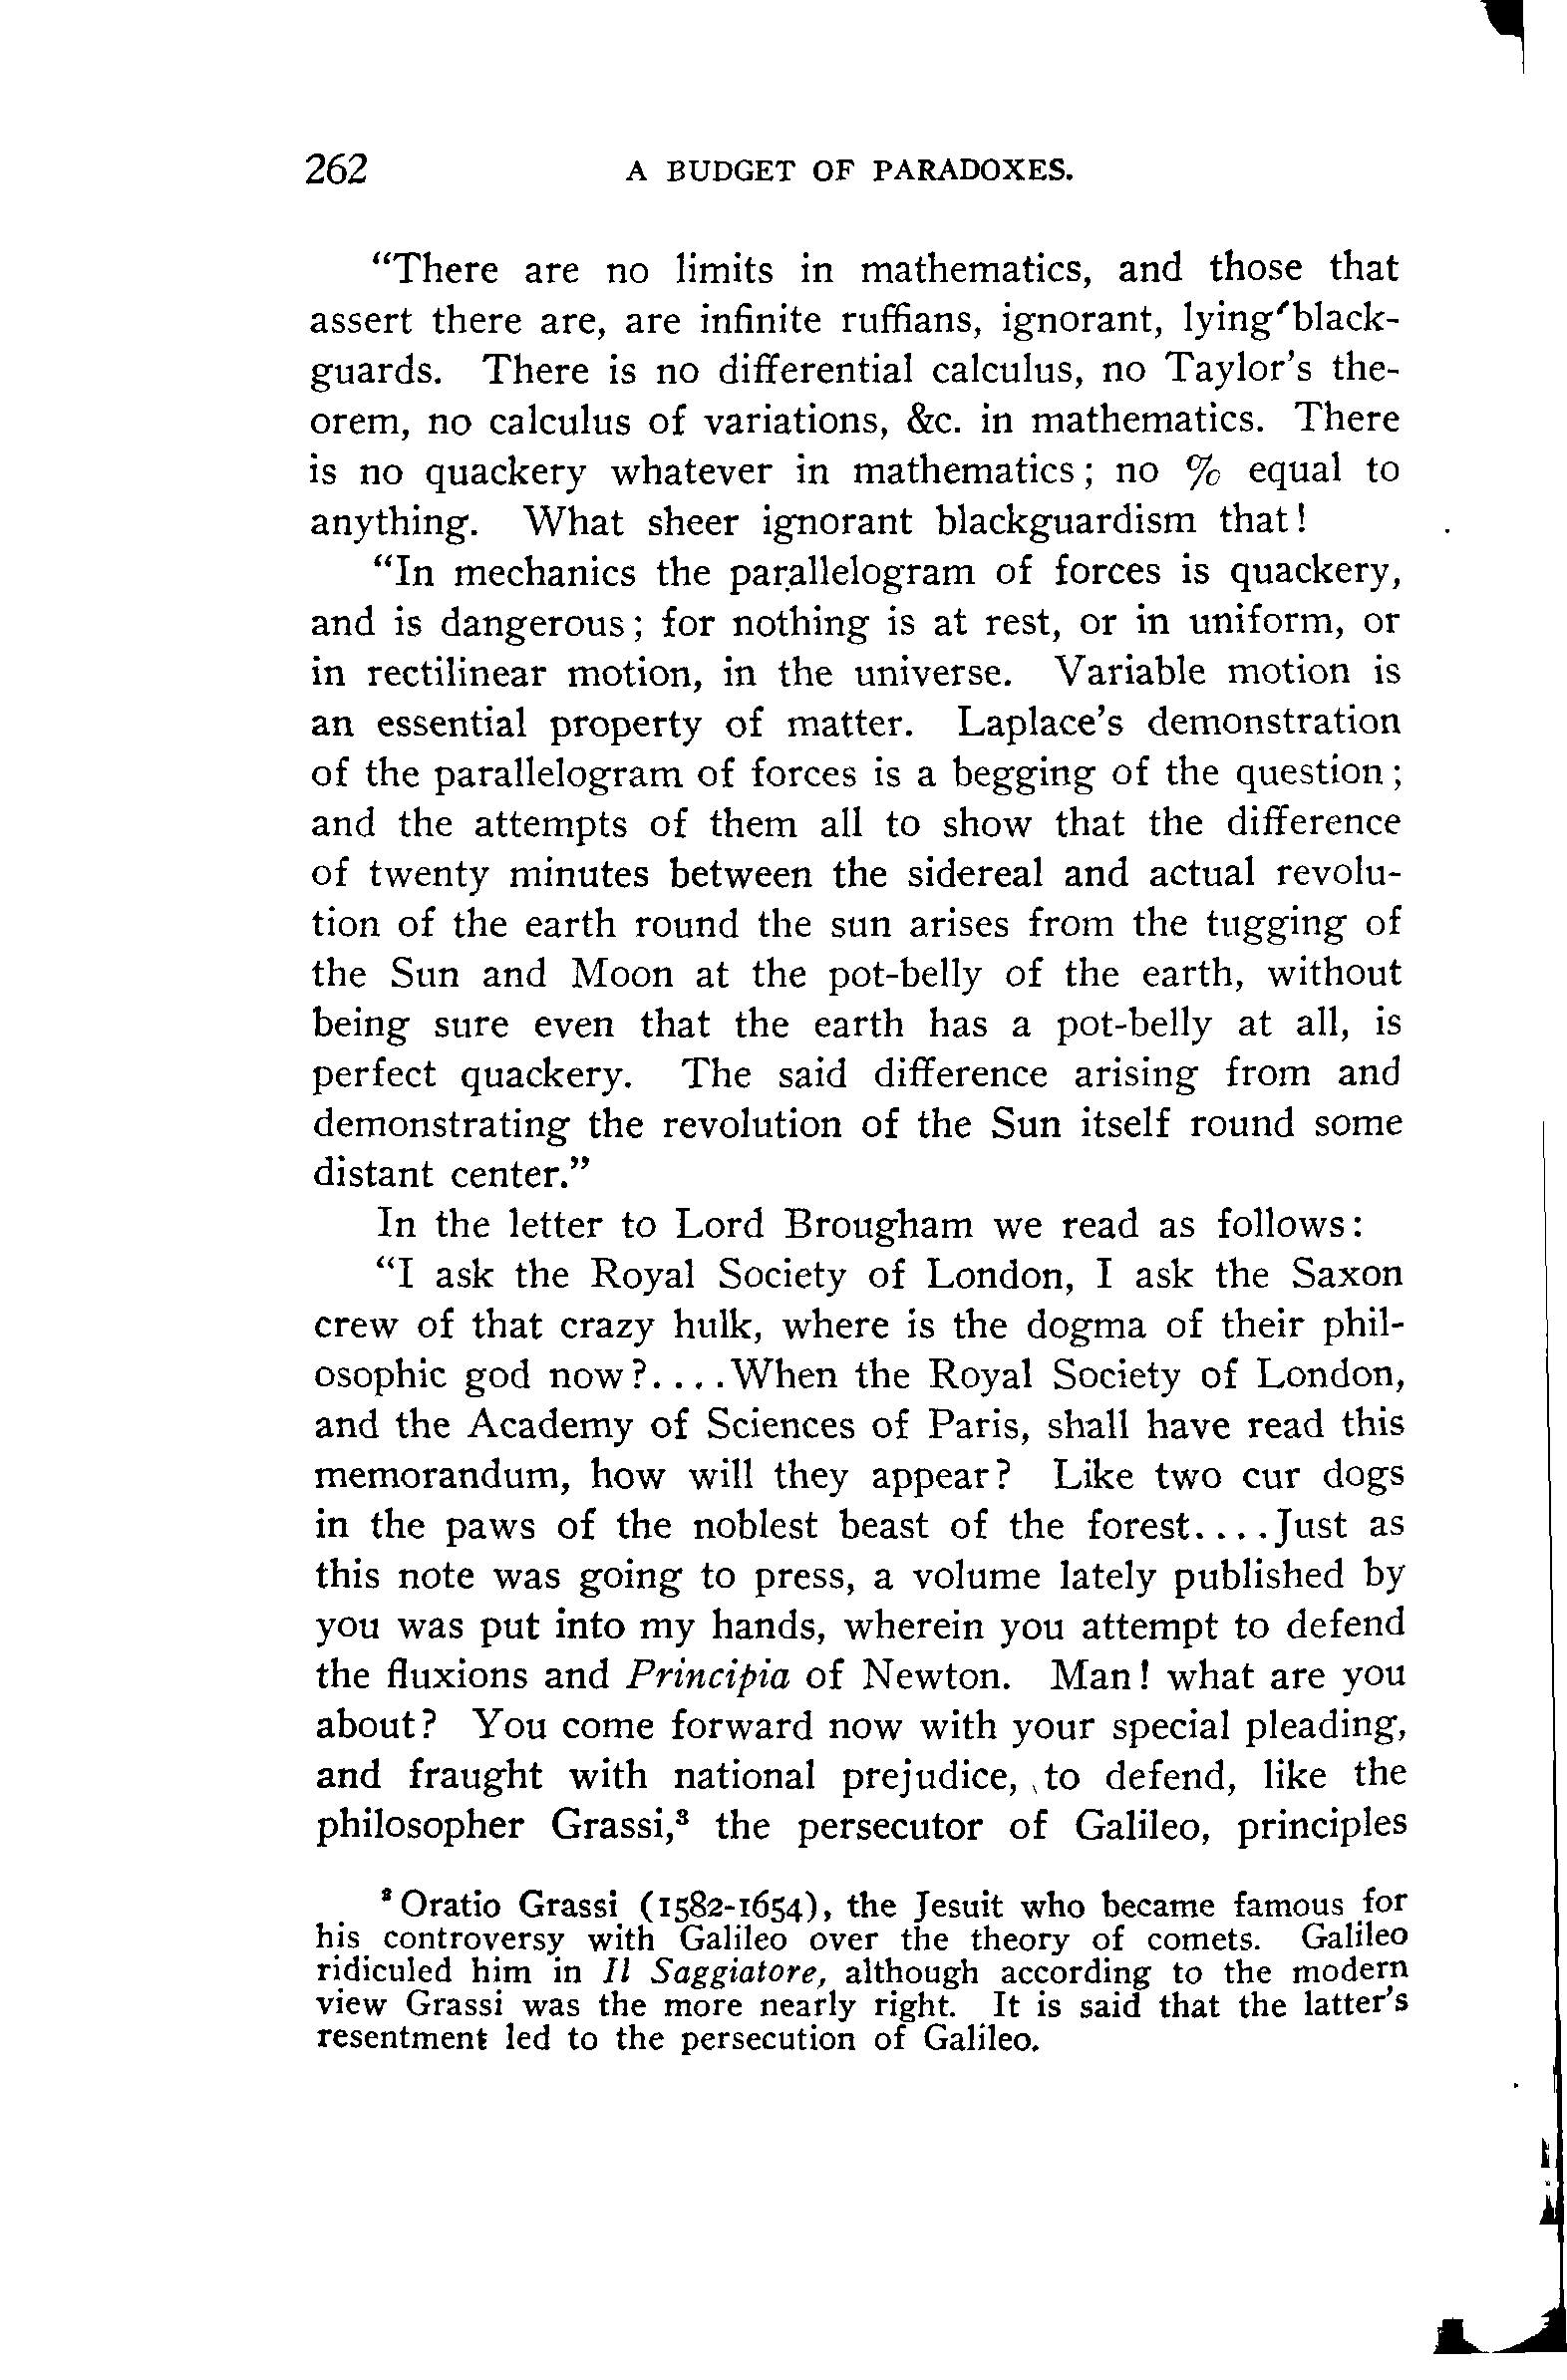 262 A BUDGET OF PARADOXES.
“There are no limits in mathematics, and those that
assert there are, are infinite ruffians, ignorant, lying black-
guards. There is no differential calculus, no Taylor’s the-
orem, no calculus of variations, &c. in mathematics. There
is no quackery whatever in mathematics; no % equal to
anything. What sheer ignorant blackguardism that!
“In mechanics the parallelogram of forces is quackery,
and is dangerous; for nothing is at rest, or in uniform, or
in rectilinear motion, in the universe. Variable motion is
an essential property of matter. Laplace’s demonstration
of the parallelogram of forces is a begging of the question;
and the attempts of them all to show that the difference
of twenty minutes between the sidereal and actual revolu-
tion of the earth round the sun arises from the tugging of
the Sun and Moon at the pot-belly of the earth, without
being sure even that the earth has a pot-belly at all, is
perfect quackery. The said difference arising from and
demonstrating the revolution of the Sun itself round some
distant center.”
In the letter to Lord Brougham we read as follows:
“I ask the Royal Society of London, I ask the Saxon
crew of that crazy hulk, where is the dogma of their phil-
osophic god now?....When the Royal Society of London,
and the Academy of Sciences of Paris, shall have read this
memorandum, how will they appear? Like two cur dogs
in the paws of the noblest beast of the forest....Just as
this note was going to press, a volume lately published by
you was put into my hands, wherein you attempt to defend
the fluxions and Principia of Newton. Man! what are you
about? You come forward now with your special pleading,
and fraught with national prejudice, to defend, like the
philosopher Grassi,³ the persecutor of Galileo, principles
³ Oratio Grassi (1582-1654), the Jesuit who became famous for
his controversy with Galileo over the theory of comets. Galileo
ridiculed him in Il Saggiatore, although according to the modern
view Grassi was the more nearly right. It is said that the latter’s
resentment led to the persecution of Galileo.